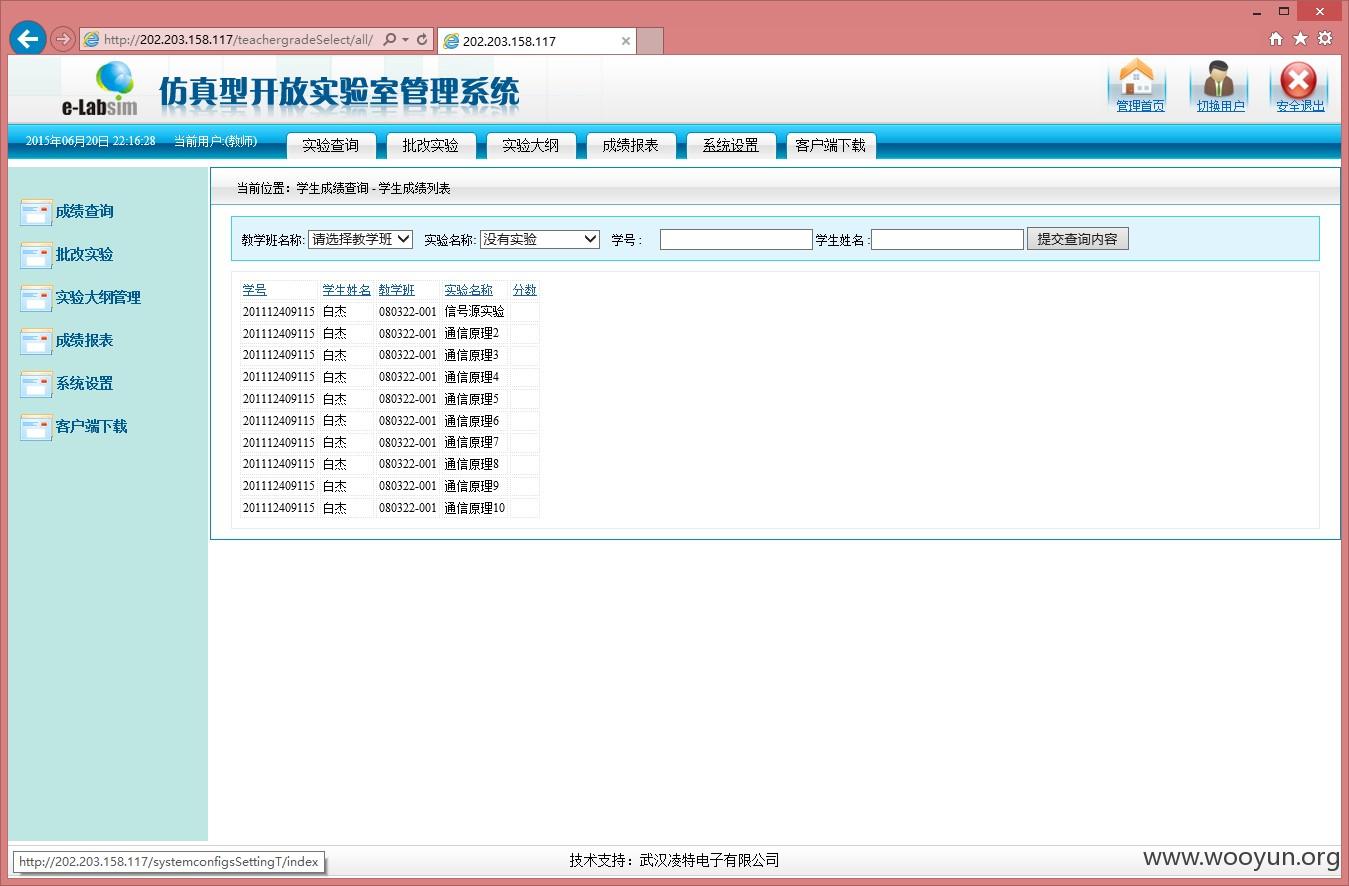 http://202.203.158.117/teachergradeSelect/all/
202.203.158.117
e-Labsim 仿真型开放实验室管理系统
管理首页 切换用户 安全退出
2015年06月20日 22:16:28 当前用户:(教师) 实验查询 批改实验 实验大纲 成绩报表 系统设置 客户端下载
成绩查询
批改实验
实验大纲管理
成绩报表
系统设置
客户端下载
当前位置：学生成绩查询 - 学生成绩列表
教学班名称: 请选择教学班 实验名称: 没有实验 学号： 学生姓名 : 提交查询内容
学号 学生姓名 教学班 实验名称 分数
201112409115 白杰 080322-001 信号源实验
201112409115 白杰 080322-001 通信原理2
201112409115 白杰 080322-001 通信原理3
201112409115 白杰 080322-001 通信原理4
201112409115 白杰 080322-001 通信原理5
201112409115 白杰 080322-001 通信原理6
201112409115 白杰 080322-001 通信原理7
201112409115 白杰 080322-001 通信原理8
201112409115 白杰 080322-001 通信原理9
201112409115 白杰 080322-001 通信原理10
http://202.203.158.117/systemconfigsSettingT/index
技术支持：武汉凌特电子有限公司
www.wooyun.org